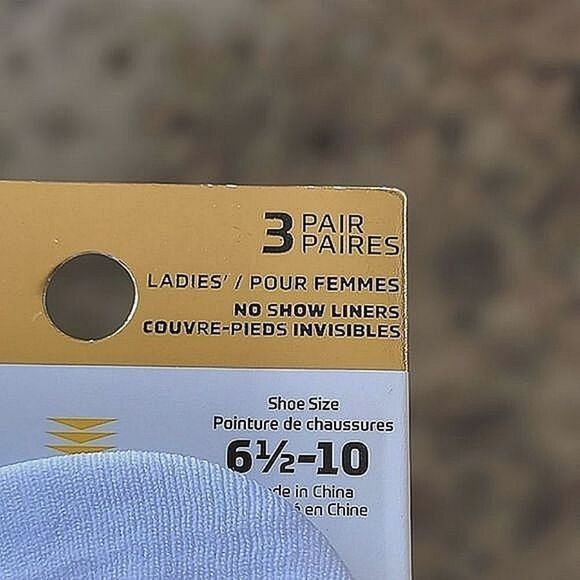 3 PAIR
PAIRES
LADIES' / POUR FEMMES
NO SHOW LINERS
COUVRE-PIEDS INVISIBLES
Shoe Size
Pointure de chaussures
6½-10
de in China
é en Chine